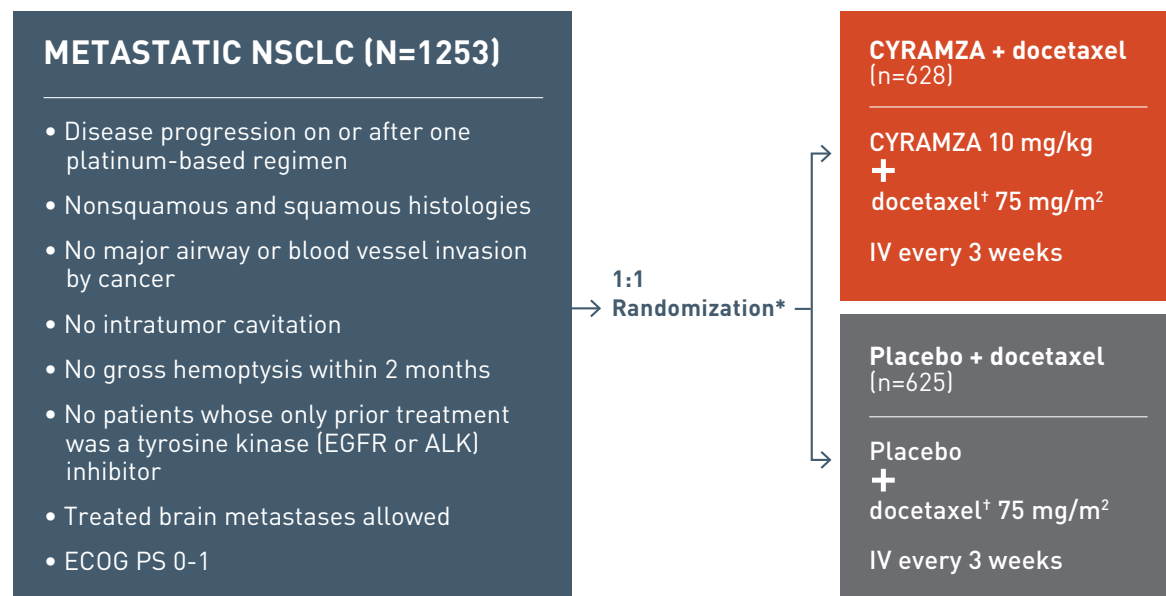 METASTATIC NSCLC (N=1253)
• Disease progression on or after one
platinum-based regimen
• Nonsquamous and squamous histologies
• No major airway or blood vessel invasion
by cancer
• No intratumor cavitation
• No gross hemoptysis within 2 months
• No patients whose only prior treatment
was a tyrosine kinase (EGFR or ALK)
inhibitor
• Treated brain metastases allowed
• ECOG PS 0-1
1:1
Randomization*
CYRAMZA + docetaxel
(n=628)
CYRAMZA 10 mg/kg
+
docetaxel† 75 mg/m²
IV every 3 weeks
Placebo + docetaxel
(n=625)
Placebo
+
docetaxel† 75 mg/m²
IV every 3 weeks